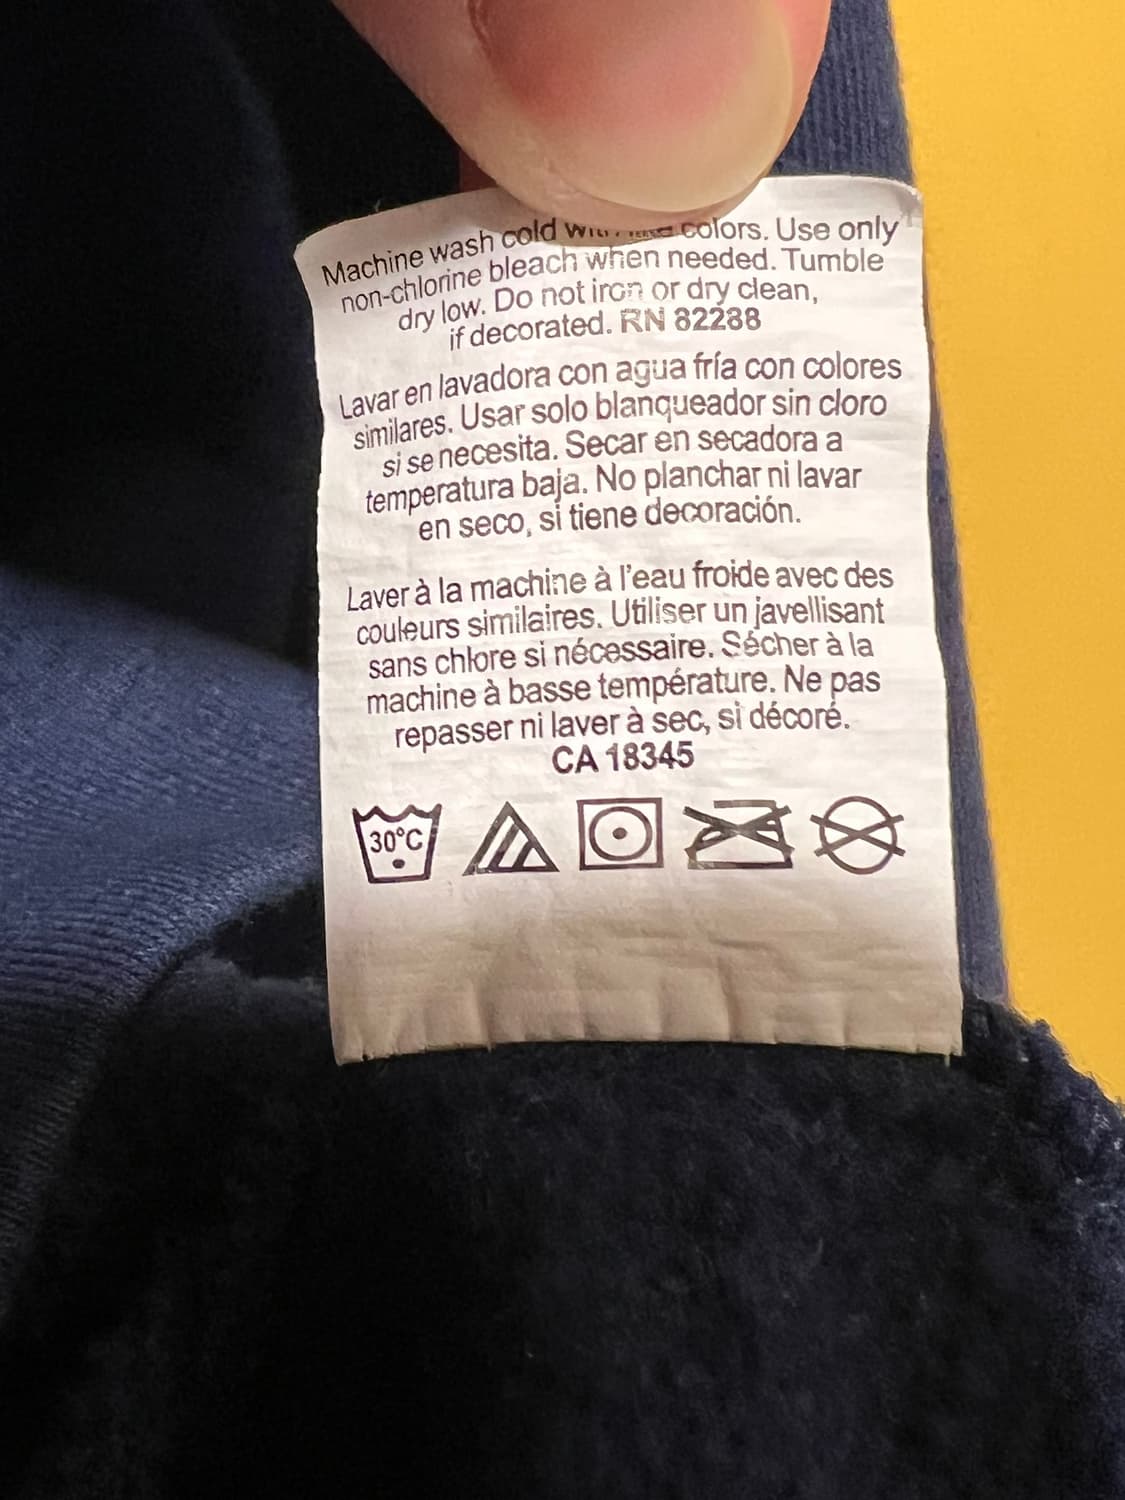 Machine wash cold with like colors. Use only
non-chlorine bleach when needed. Tumble
dry low. Do not iron or dry clean,
if decorated. RN 82288
Lavar en lavadora con agua fría con colores
similares. Usar solo blanqueador sin cloro
si se necesita. Secar en secadora a
temperatura baja. No planchar ni lavar
en seco, si tiene decoración.
Laver à la machine à l'eau froide avec des
couleurs similaires. Utiliser un javellisant
sans chlore si nécessaire. Sécher à la
machine à basse température. Ne pas
repasser ni laver à sec, si décoré.
CA 18345
30°C